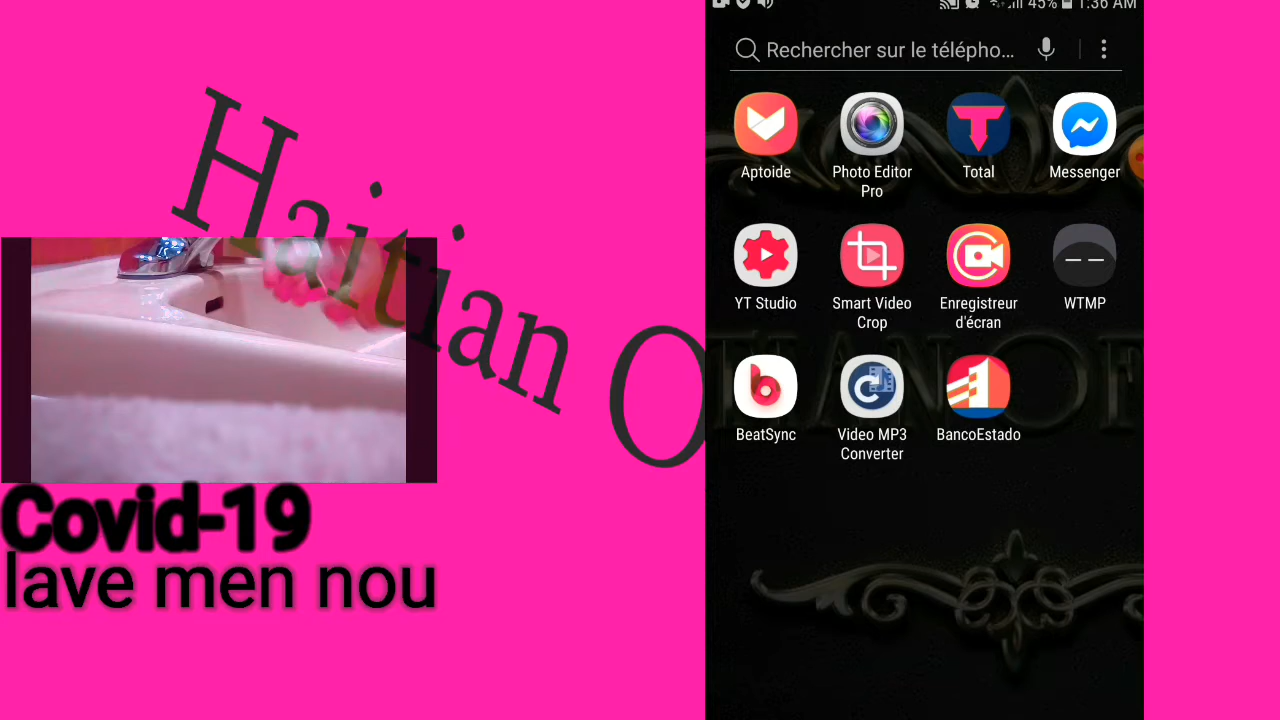 Haitian O
Covid-19
lave men nou
45% 1:36 AM
Rechercher sur le télépho...
Aptoide
Photo Editor
Pro
Total
Messenger
YT Studio
Smart Video
Crop
Enregistreur
d'écran
WTMP
BeatSync
Video MP3
Converter
BancoEstado